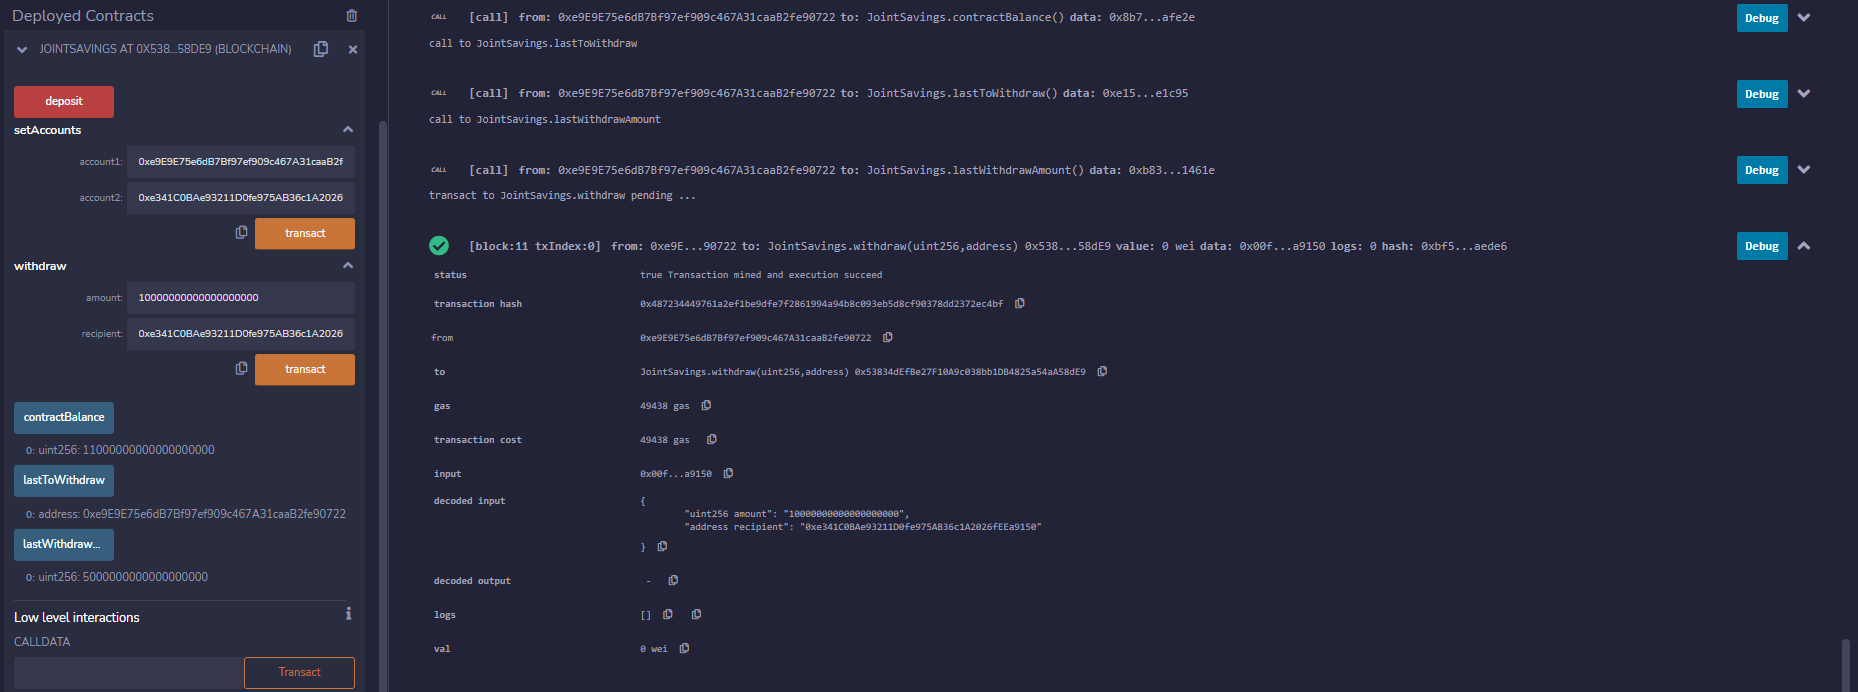 Deployed Contracts
JOINTSAVINGS AT 0X538...58DE9 (BLOCKCHAIN)
deposit
setAccounts
account1: 0xe9E9E75e6dB7Bf97ef909c467A31caaB2f
account2: 0xe341C0BAe93211D0fe975AB36c1A2026
transact
withdraw
amount: 10000000000000000000
recipient: 0xe341C0BAe93211D0fe975AB36c1A2026
transact
contractBalance
0: uint256: 11000000000000000000
lastToWithdraw
0: address: 0xe9E9E75e6dB7Bf97ef909c467A31caaB2fe90722
lastWithdraw...
0: uint256: 5000000000000000000
Low level interactions
i
CALLDATA
Transact
CALL [call] from: 0xe9E9E75e6dB7Bf97ef909c467A31caaB2fe90722 to: JointSavings.contractBalance() data: 0x8b7...afe2e Debug
call to JointSavings.lastToWithdraw
CALL [call] from: 0xe9E9E75e6dB7Bf97ef909c467A31caaB2fe90722 to: JointSavings.lastToWithdraw() data: 0xe15...e1c95 Debug
call to JointSavings.lastWithdrawAmount
CALL [call] from: 0xe9E9E75e6dB7Bf97ef909c467A31caaB2fe90722 to: JointSavings.lastWithdrawAmount() data: 0xb83...1461e Debug
transact to JointSavings.withdraw pending ...
[block:11 txIndex:0] from: 0xe9E...90722 to: JointSavings.withdraw(uint256,address) 0x538...58dE9 value: 0 wei data: 0x00f...a9150 logs: 0 hash: 0xbf5...aede6 Debug
status true Transaction mined and execution succeed
transaction hash 0x487234449761a2ef1be9dfe7f2861994a94b8c093eb5d8cf90378dd2372ec4bf
from 0xe9E9E75e6dB7Bf97ef909c467A31caaB2fe90722
to JointSavings.withdraw(uint256,address) 0x53834dEfBe27F10A9c038bb1DB4825a54aA58dE9
gas 49438 gas
transaction cost 49438 gas
input 0x00f...a9150
decoded input {
"uint256 amount": "10000000000000000000",
"address recipient": "0xe341C0BAe93211D0fe975AB36c1A2026fEEa9150"
}
decoded output -
logs []
val 0 wei